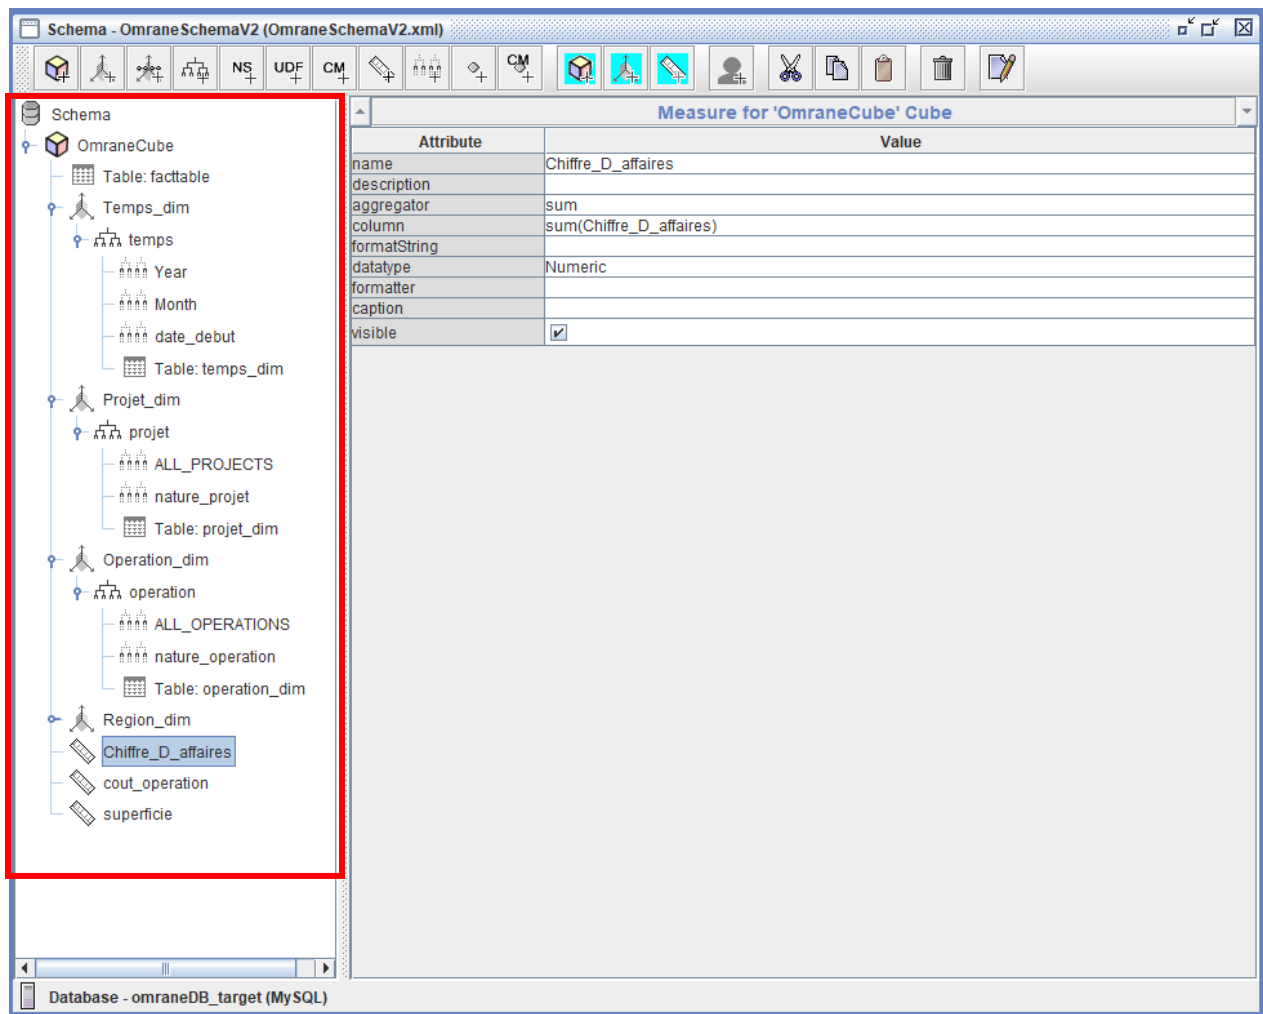 Schema - OmraneSchemaV2 (OmraneSchemaV2.xml)
NS UDF CM CM
Schema
OmraneCube
Table: facttable
Temps_dim
temps
Year
Month
date_debut
Table: temps_dim
Projet_dim
projet
ALL_PROJECTS
nature_projet
Table: projet_dim
Operation_dim
operation
ALL_OPERATIONS
nature_operation
Table: operation_dim
Region_dim
Chiffre_D_affaires
cout_operation
superficie
Measure for 'OmraneCube' Cube
Attribute Value
name Chiffre_D_affaires
description
aggregator sum
column sum(Chiffre_D_affaires)
formatString
datatype Numeric
formatter
caption
visible
Database - omraneDB_target (MySQL)